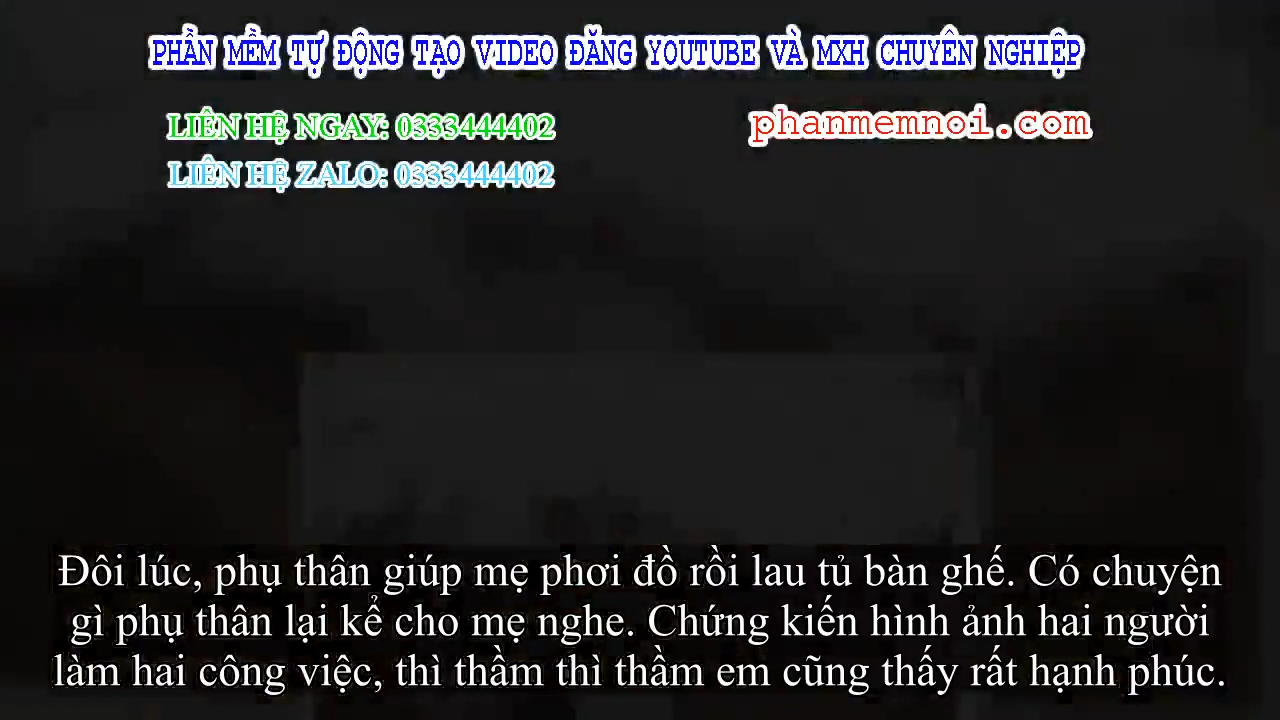 PHẦN MỀM TỰ ĐỘNG TẠO VIDEO ĐĂNG YOUTUBE VÀ MXH CHUYÊN NGHIỆP
LIÊN HỆ NGAY: 0333444402
phanmemnoi.com
LIÊN HỆ ZALO: 0333444402
Đôi lúc, phụ thân giúp mẹ phơi đồ rồi lau tủ bàn ghế. Có chuyện
gì phụ thân lại kể cho mẹ nghe. Chứng kiến hình ảnh hai người
làm hai công việc, thì thầm thì thầm em cũng thấy rất hạnh phúc.